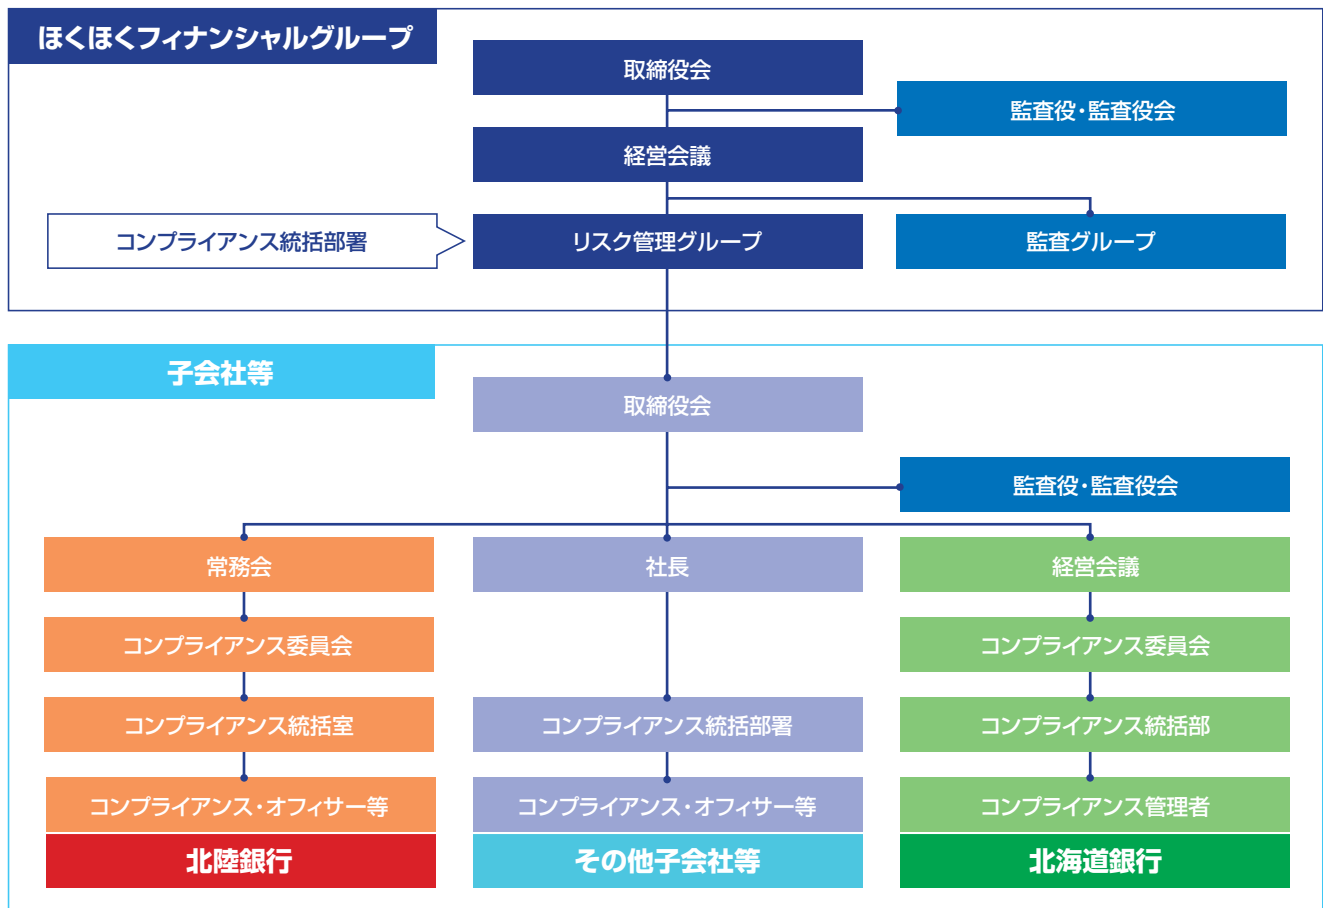 ほくほくフィナンシャルグループ
取締役会
監査役・監査役会
経営会議
コンプライアンス統括部署
リスク管理グループ
監査グループ
子会社等
取締役会
監査役・監査役会
常務会
社長
経営会議
コンプライアンス委員会
コンプライアンス委員会
コンプライアンス統括室
コンプライアンス統括部署
コンプライアンス統括部
コンプライアンス・オフィサー等
コンプライアンス・オフィサー等
コンプライアンス管理者
北陸銀行
その他子会社等
北海道銀行